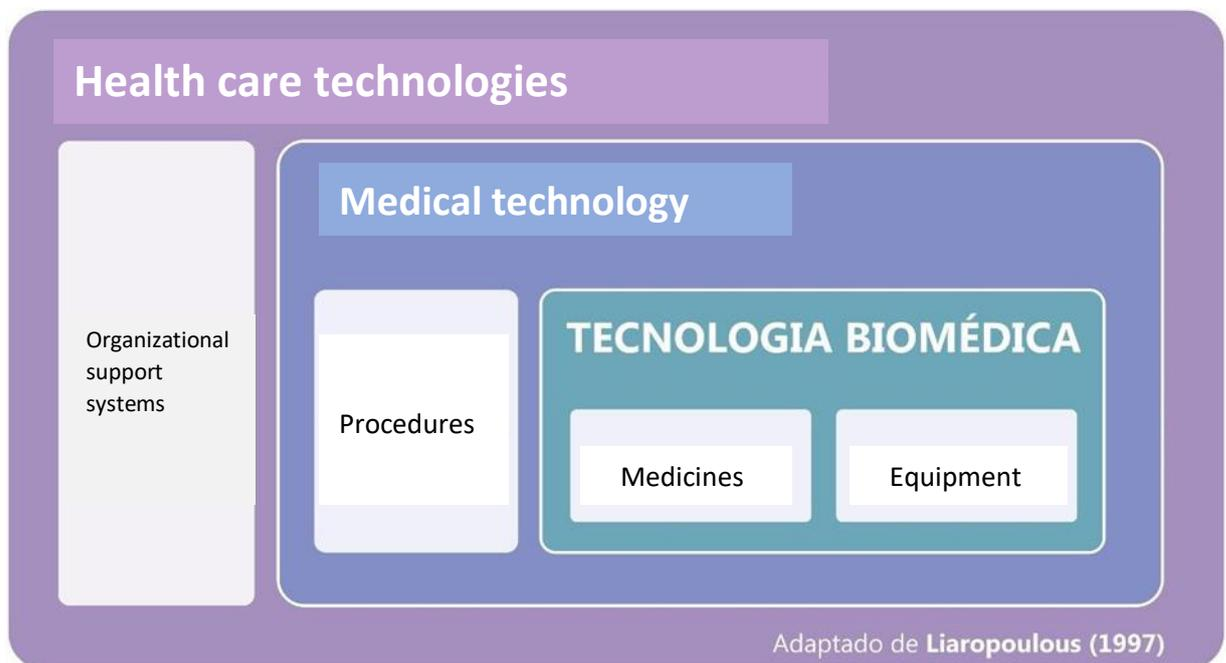 Health care technologies
Medical technology
Organizational
support
systems
Procedures
TECNOLOGIA BIOMÉDICA
Medicines
Equipment
Adaptado de Liaropoulous (1997)